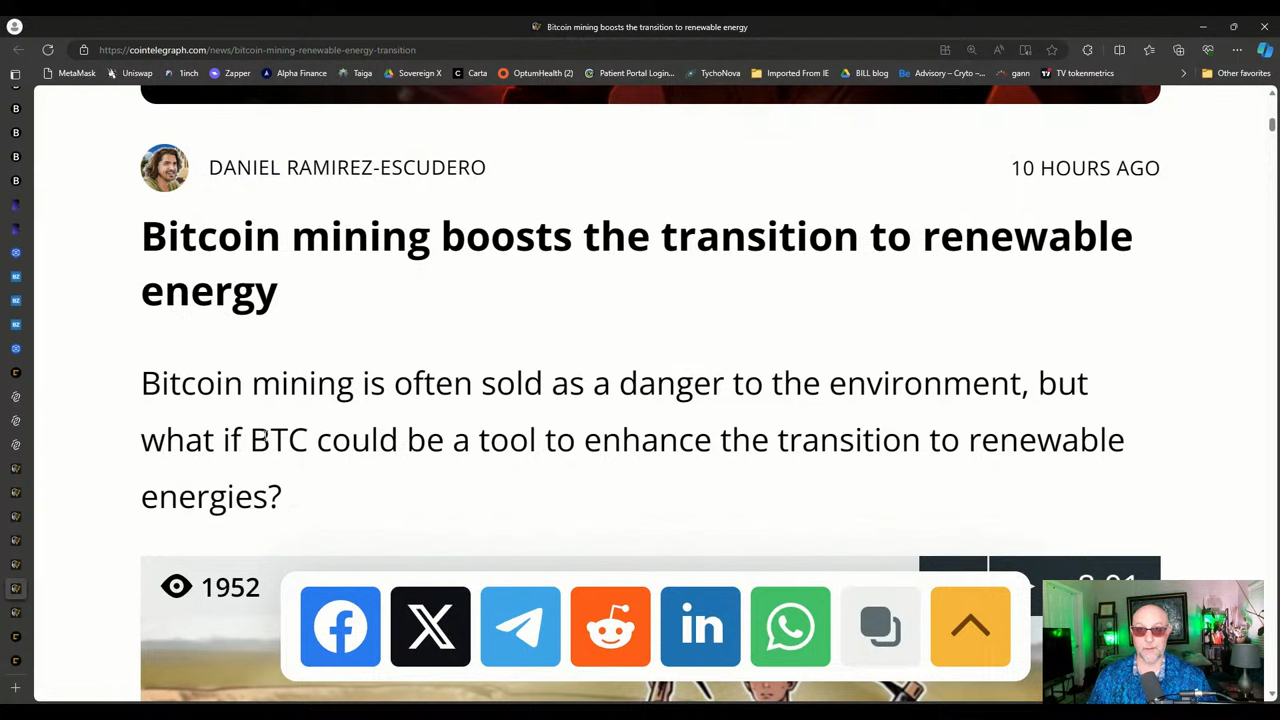 Bitcoin mining boosts the transition to renewable energy
https://cointelegraph.com/news/bitcoin-mining-renewable-energy-transition
MetaMask Uniswap 1inch Zapper Alpha Finance Taiga Sovereign X Carta OptumHealth (2) Patient Portal Login... TychoNova Imported From IE BILL blog Advisory – Cryto –... gann TV tokenmetrics Other favorites
DANIEL RAMIREZ-ESCUDERO 10 HOURS AGO
Bitcoin mining boosts the transition to renewable
energy
Bitcoin mining is often sold as a danger to the environment, but
what if BTC could be a tool to enhance the transition to renewable
energies?
1952